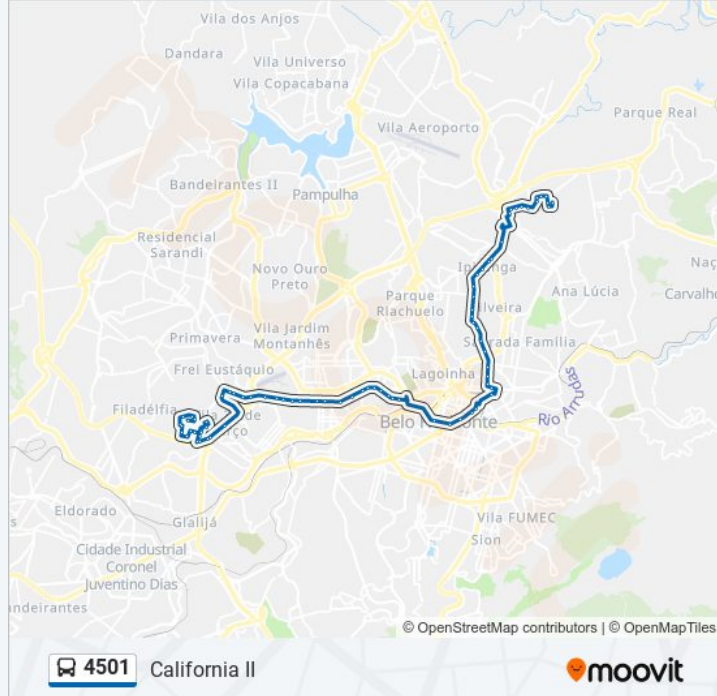 Vila dos Anjos
Dandara
Vila Universo
Vila Copacabana
Parque Real
Vila Aeroporto
Bandeirantes II
Pampulha
Residencial
Sarandi
Novo Ouro
Preto
Ipiranga
Parque
Riachuelo
Ana Lúcia
Naç
Carvalho
Silveira
Primavera
Vila Jardim
Montanhês
Sagrada Família
Frei Eustáquio
Lagoinha
Filadélfia
Rio Arrudas
Belo Horizonte
Eldorado
Glalijá
Vila FUMEC
Sion
Cidade Industrial
Coronel
Juventino Dias
andeirantes
© OpenStreetMap contributors | © OpenMapTiles
4501 California II
moovit